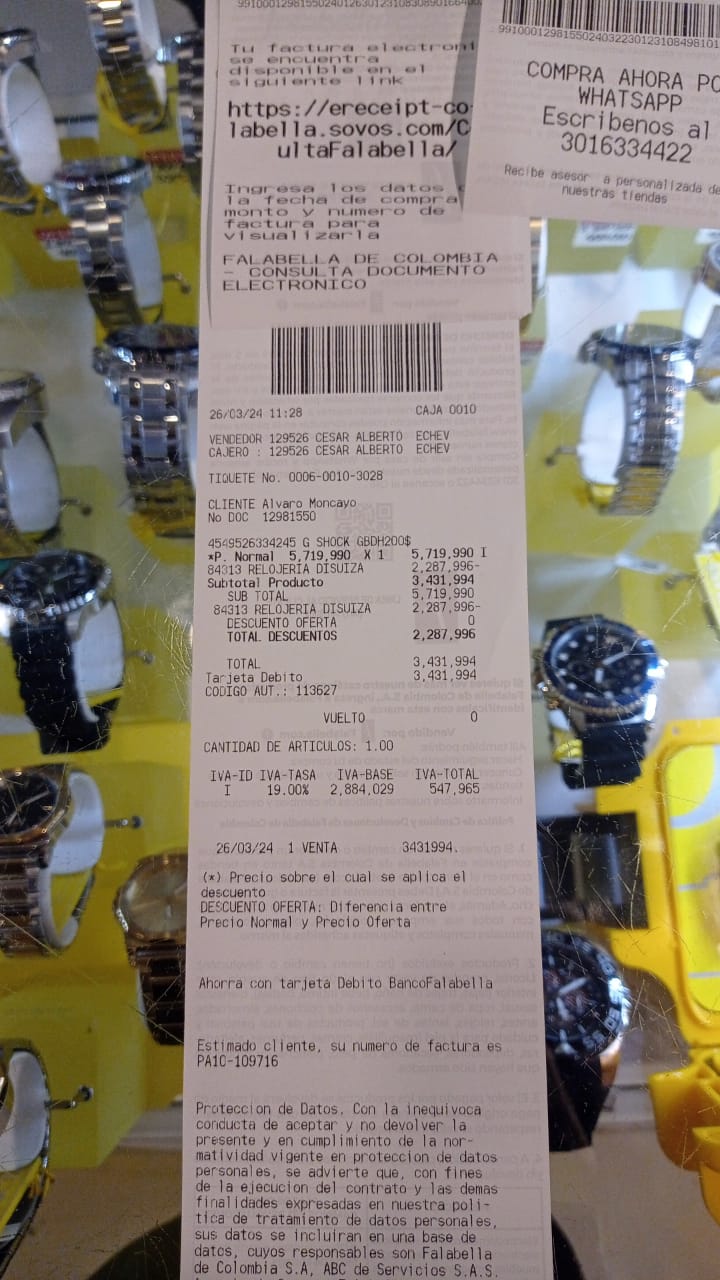 Tu factura electroni
se encuentra
disponible en el
siguiente link
https://ereceipt-co-
labella.sovos.com/C
ultaFalabella/
Ingresa los datos
la fecha de compra
monto y numero de
factura para
visualizarla
FALABELLA DE COLOMBIA
- CONSULTA DOCUMENTO
ELECTRONICO
COMPRA AHORA PO
WHATSAPP
Escribenos al
3016334422
Recibe asesor a personalizada de
nuestras tiendas
26/03/24 11:28 CAJA 0010
VENDEDOR 129526 CESAR ALBERTO ECHEV
CAJERO : 129526 CESAR ALBERTO ECHEV
TIQUETE No. 0006-0010-3028
CLIENTE Alvaro Moncayo
No DOC 12981550
4549526334245 G SHOCK GBDH200$
*P. Normal 5,719,990 X 1 5,719,990 I
84313 RELOJERIA DISUIZA 2,287,996-
Subtotal Producto 3,431,994
SUB TOTAL 5,719,990
84313 RELOJERIA DISUIZA 2,287,996-
DESCUENTO OFERTA 0
TOTAL DESCUENTOS 2,287,996
TOTAL 3,431,994
Tarjeta Debito 3,431,994
CODIGO AUT.: 113627
VUELTO 0
CANTIDAD DE ARTICULOS: 1.00
IVA-ID IVA-TASA IVA-BASE IVA-TOTAL
I 19.00% 2,884,029 547,965
26/03/24 1 VENTA 3431994.
(*) Precio sobre el cual se aplica el
descuento
DESCUENTO OFERTA: Diferencia entre
Precio Normal y Precio Oferta
Ahorra con tarjeta Debito BancoFalabella
Estimado cliente, su numero de factura es
PA10-109716
Proteccion de Datos. Con la inequivoca
conducta de aceptar y no devolver la
presente y en cumplimiento de la nor-
matividad vigente en proteccion de datos
personales, se advierte que, con fines
de la ejecucion del contrato y las demas
finalidades expresadas en nuestra poli-
tica de tratamiento de datos personales,
sus datos se incluiran en una base de
datos, cuyos responsables son Falabella
de Colombia S.A, ABC de Servicios S.A.S.